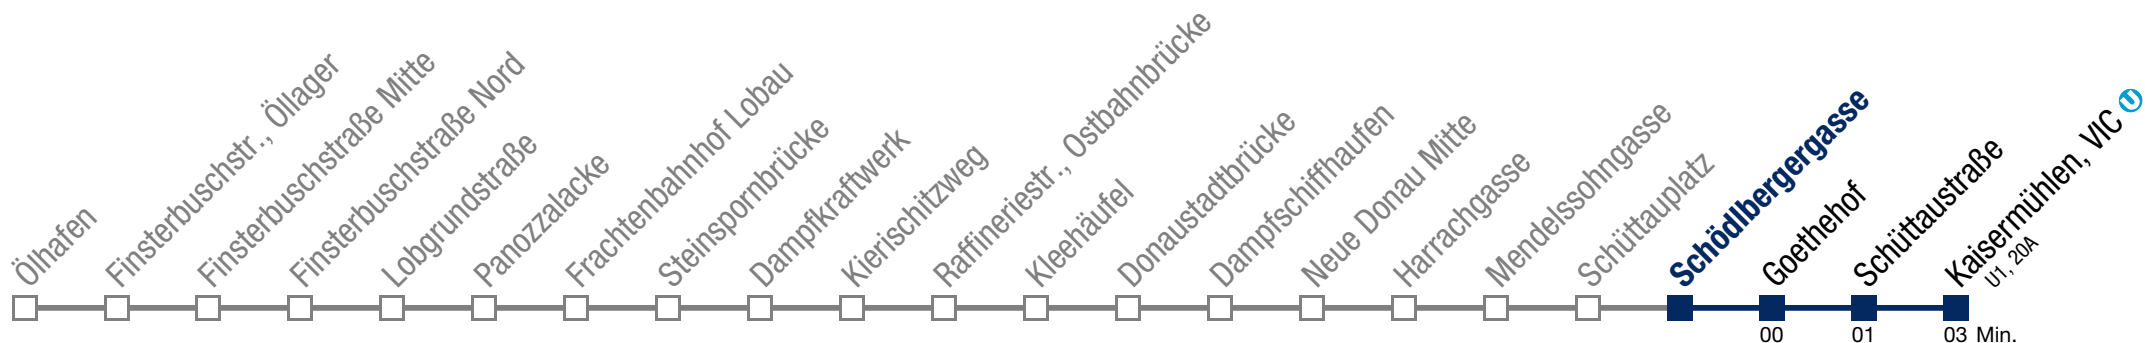 Ölhafen
Finsterbuschstr., Öllager
Finsterbuschstraße Mitte
Finsterbuschstraße Nord
Lobgrundstraße
Panozzalacke
Frachtenbahnhof Lobau
Steinspornbrücke
Dampfkraftwerk
Kierischitzweg
Raffineriestr., Ostbahnbrücke
Kleehäufel
Donaustadtbrücke
Dampfschiffhaufen
Neue Donau Mitte
Harrachgasse
Mendelssohngasse
Schüttauplatz
Schödlbergergasse
Goethehof
Schüttaustraße
Kaisermühlen, VIC U
U1, 20A
00 01 03 Min.